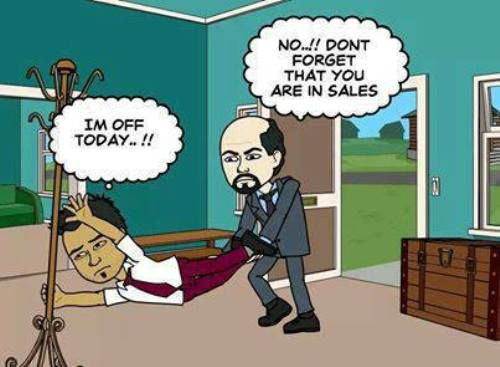 IM OFF
TODAY.. !!
NO..!! DONT
FORGET
THAT YOU
ARE IN SALES